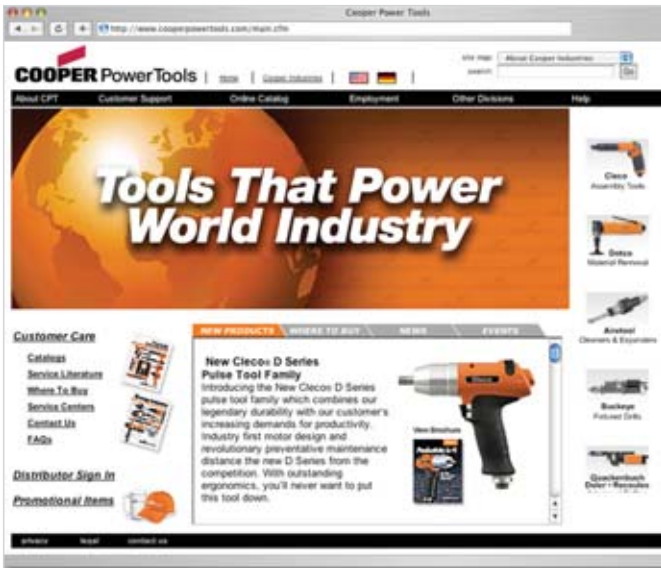 Cooper Power Tools
http://www.cooperpowertools.com/main.cfm
COOPER PowerTools
Home
Cooper Industries
site map: About Cooper Industries
search: Go
About CPT Customer Support Online Catalog Employment Other Divisions Help
Tools That Power
World Industry
Cleco
Assembly Tools
Dotco
Material Removal
Airetool
Cleaners & Expanders
Buckeye
Quackenbush
Customer Care
Catalogs
Service Literature
Where To Buy
Service Centers
Contact Us
FAQs
Distributor Sign In
Promotional Items
NEW PRODUCTS WHERE TO BUY NEWS EVENTS
New Cleco® D Series
Pulse Tool Family
Introducing the New Cleco® D Series
pulse tool family which combines our
legendary durability with our customer's
increasing demands for productivity.
Industry first motor design and
revolutionary preventative maintenance
distance the new D Series from the
competition. With outstanding
ergonomics, you'll never want to put
this tool down.
View Brochure
privacy legal contact us